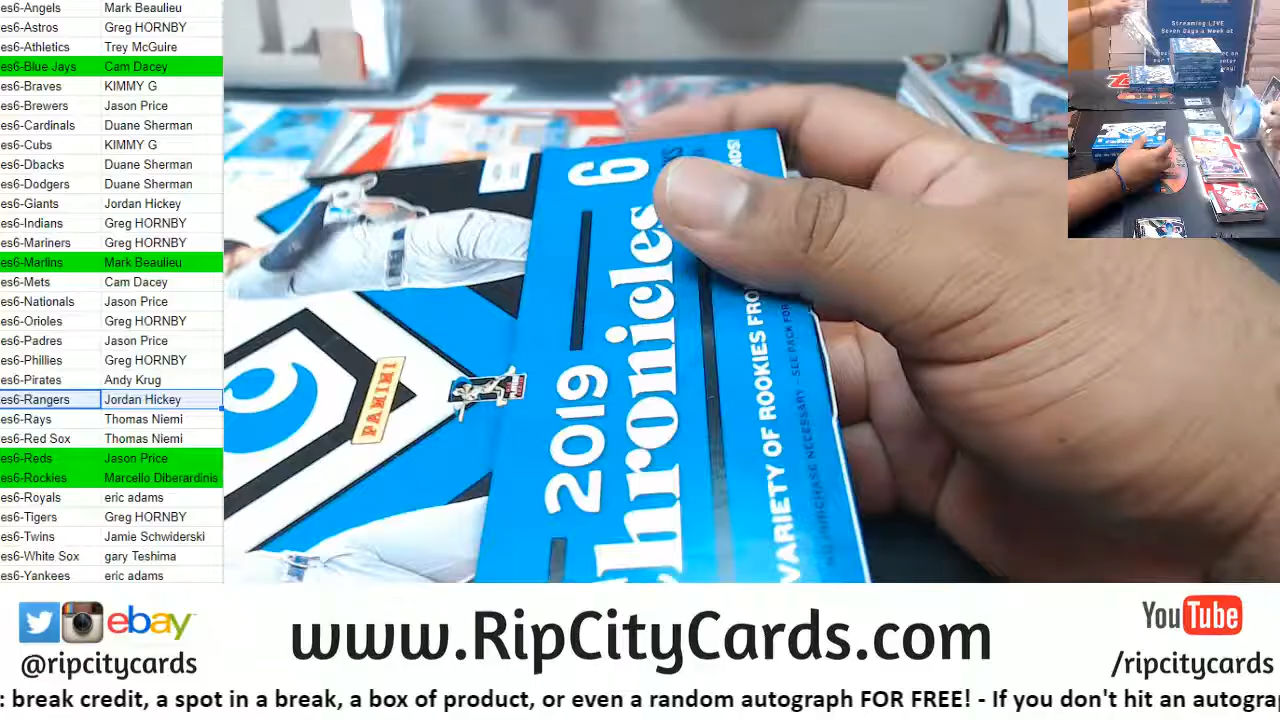 es6-Angels Mark Beaulieu
es6-Astros Greg HORNBY
es6-Athletics Trey McGuire
es6-Blue Jays Cam Dacey
es6-Braves KIMMY G
es6-Brewers Jason Price
es6-Cardinals Duane Sherman
es6-Cubs KIMMY G
es6-Dbacks Duane Sherman
es6-Dodgers Duane Sherman
es6-Giants Jordan Hickey
es6-Indians Greg HORNBY
es6-Mariners Greg HORNBY
es6-Marlins Mark Beaulieu
es6-Mets Cam Dacey
es6-Nationals Jason Price
es6-Orioles Greg HORNBY
es6-Padres Jason Price
es6-Phillies Greg HORNBY
es6-Pirates Andy Krug
es6-Rangers Jordan Hickey
es6-Rays Thomas Niemi
es6-Red Sox Thomas Niemi
es6-Reds Jason Price
es6-Rockies Marcello Diberardinis
es6-Royals eric adams
es6-Tigers Greg HORNBY
es6-Twins Jamie Schwiderski
es6-White Sox gary Teshima
es6-Yankees eric adams
PANINI
2019
6
hronicles
VARIETY OF ROOKIES FRO
NDS!
NECESSARY - SEE PACK FOR
Streaming LIVE
Seven Days a Week at
ebay
@ripcitycards
www.RipCityCards.com
YouTube
/ripcitycards
: break credit, a spot in a break, a box of product, or even a random autograph FOR FREE! - If you don't hit an autogra